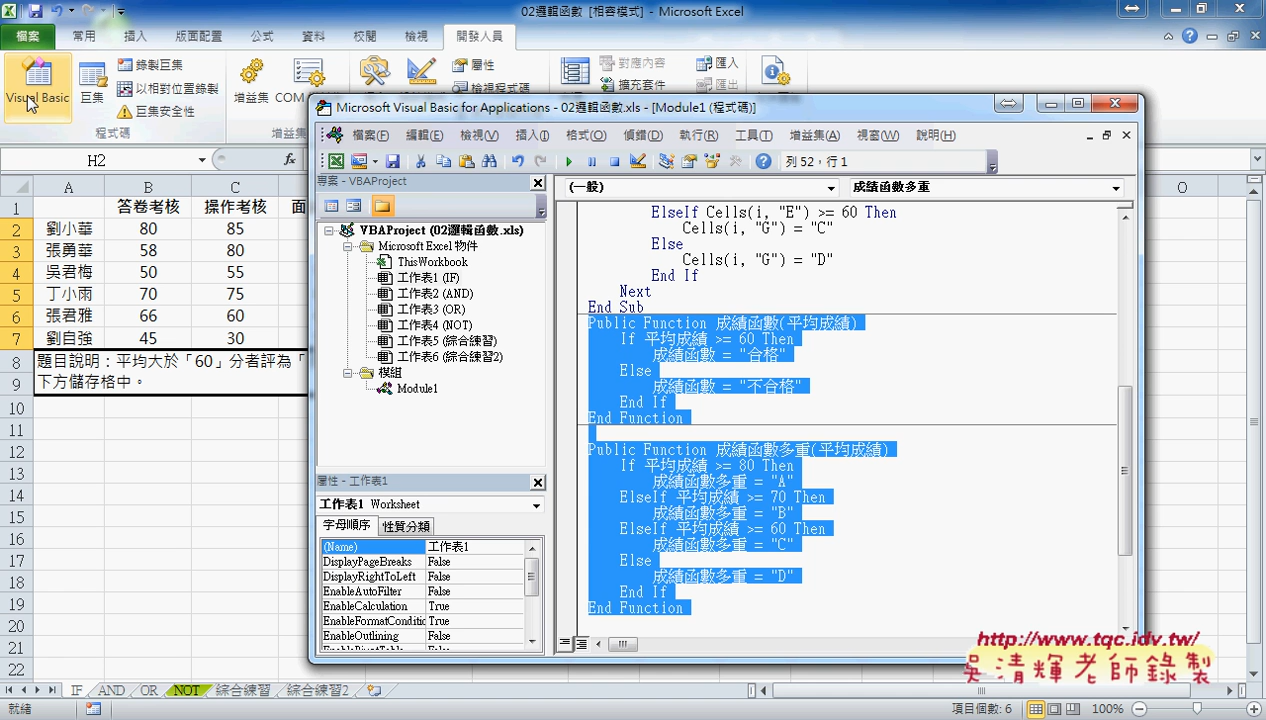 02邏輯函數 [相容模式] - Microsoft Excel
檔案 常用 插入 版面配置 公式 資料 校閱 檢視 開發人員
Visual Basic 巨集 錄製巨集 以相對位置錄製 巨集安全性 程式碼
增益集 COM 增益集 屬性 檢視程式碼 對應內容 擴充套件 匯入 匯出
H2 fx
A B C O
1 答卷考核 操作考核 面
2 劉小華 80 85
3 張勇華 58 80
4 吳君梅 50 55
5 丁小雨 70 75
6 張君雅 66 60
7 劉自強 45 30
8 題目說明：平均大於「60」分者評為「
9 下方儲存格中。
10
11
12
13
14
15
16
17
18
19
20
21
22
IF AND OR NOT 綜合練習 綜合練習2
就緒 項目個數: 6 100%
Microsoft Visual Basic for Applications - 02邏輯函數.xls - [Module1 (程式碼)]
檔案(F) 編輯(E) 檢視(V) 插入(I) 格式(O) 偵錯(D) 執行(R) 工具(T) 增益集(A) 視窗(W) 說明(H)
列 52，行 1
專案 - VBAProject
VBAProject (02邏輯函數.xls)
Microsoft Excel 物件
ThisWorkbook
工作表1 (IF)
工作表2 (AND)
工作表3 (OR)
工作表4 (NOT)
工作表5 (綜合練習)
工作表6 (綜合練習2)
模組
Module1
屬性 - 工作表1
工作表1 Worksheet
字母順序 性質分類
(Name) 工作表1
DisplayPageBreaks False
DisplayRightToLeft False
EnableAutoFilter False
EnableCalculation True
EnableFormatConditic True
EnableOutlining False
EnablePivotTable False
(一般) 成績函數多重
ElseIf Cells(i, "E") >= 60 Then
Cells(i, "G") = "C"
Else
Cells(i, "G") = "D"
End If
Next
End Sub
Public Function 成績函數(平均成績)
If 平均成績 >= 60 Then
成績函數 = "合格"
Else
成績函數 = "不合格"
End If
End Function
Public Function 成績函數多重(平均成績)
If 平均成績 >= 80 Then
成績函數多重 = "A"
ElseIf 平均成績 >= 70 Then
成績函數多重 = "B"
ElseIf 平均成績 >= 60 Then
成績函數多重 = "C"
Else
成績函數多重 = "D"
End If
End Function
http://www.tqc.idv.tw/
吳清輝老師錄製